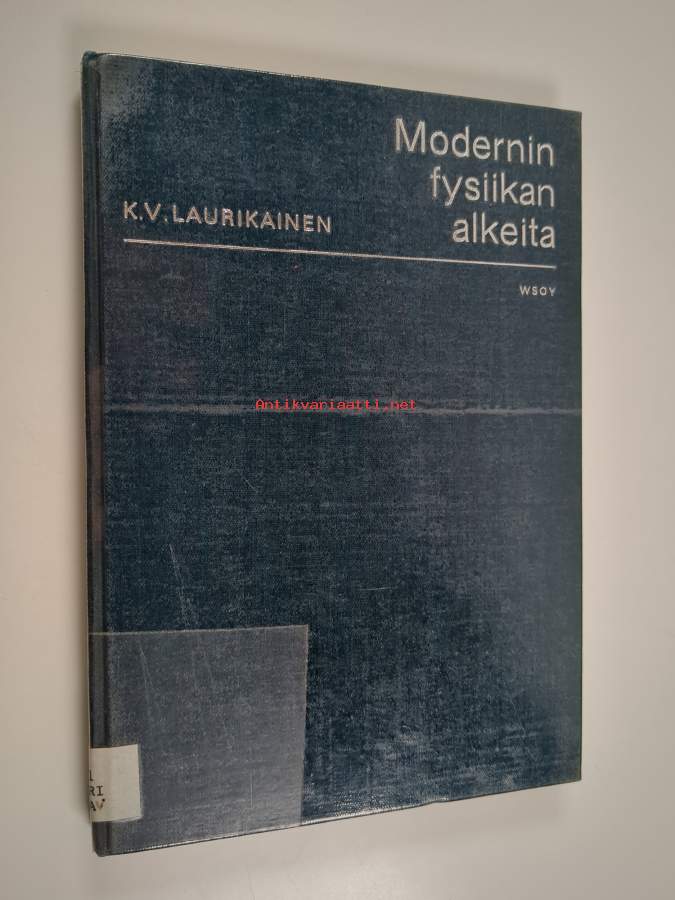 Modernin
fysiikan
alkeita
K.V. LAURIKAINEN
WSOY
Antikvariaatti.net